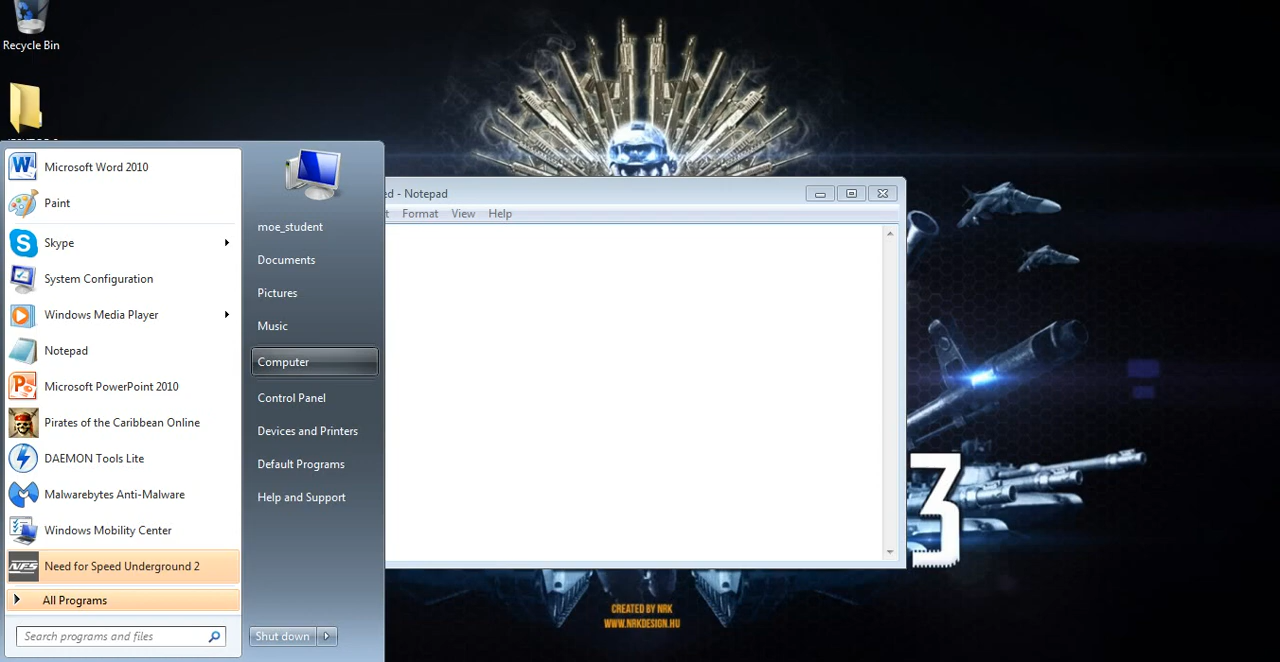 Recycle Bin
Microsoft Word 2010
Paint
Skype
System Configuration
Windows Media Player
Notepad
Microsoft PowerPoint 2010
Pirates of the Caribbean Online
DAEMON Tools Lite
Malwarebytes Anti-Malware
Windows Mobility Center
NFS Need for Speed Underground 2
All Programs
Search programs and files
moe_student
Documents
Pictures
Music
Computer
Control Panel
Devices and Printers
Default Programs
Help and Support
Shut down
ed - Notepad
t Format View Help
3
CREATED BY NRK
WWW.NRKDESIGN.HU